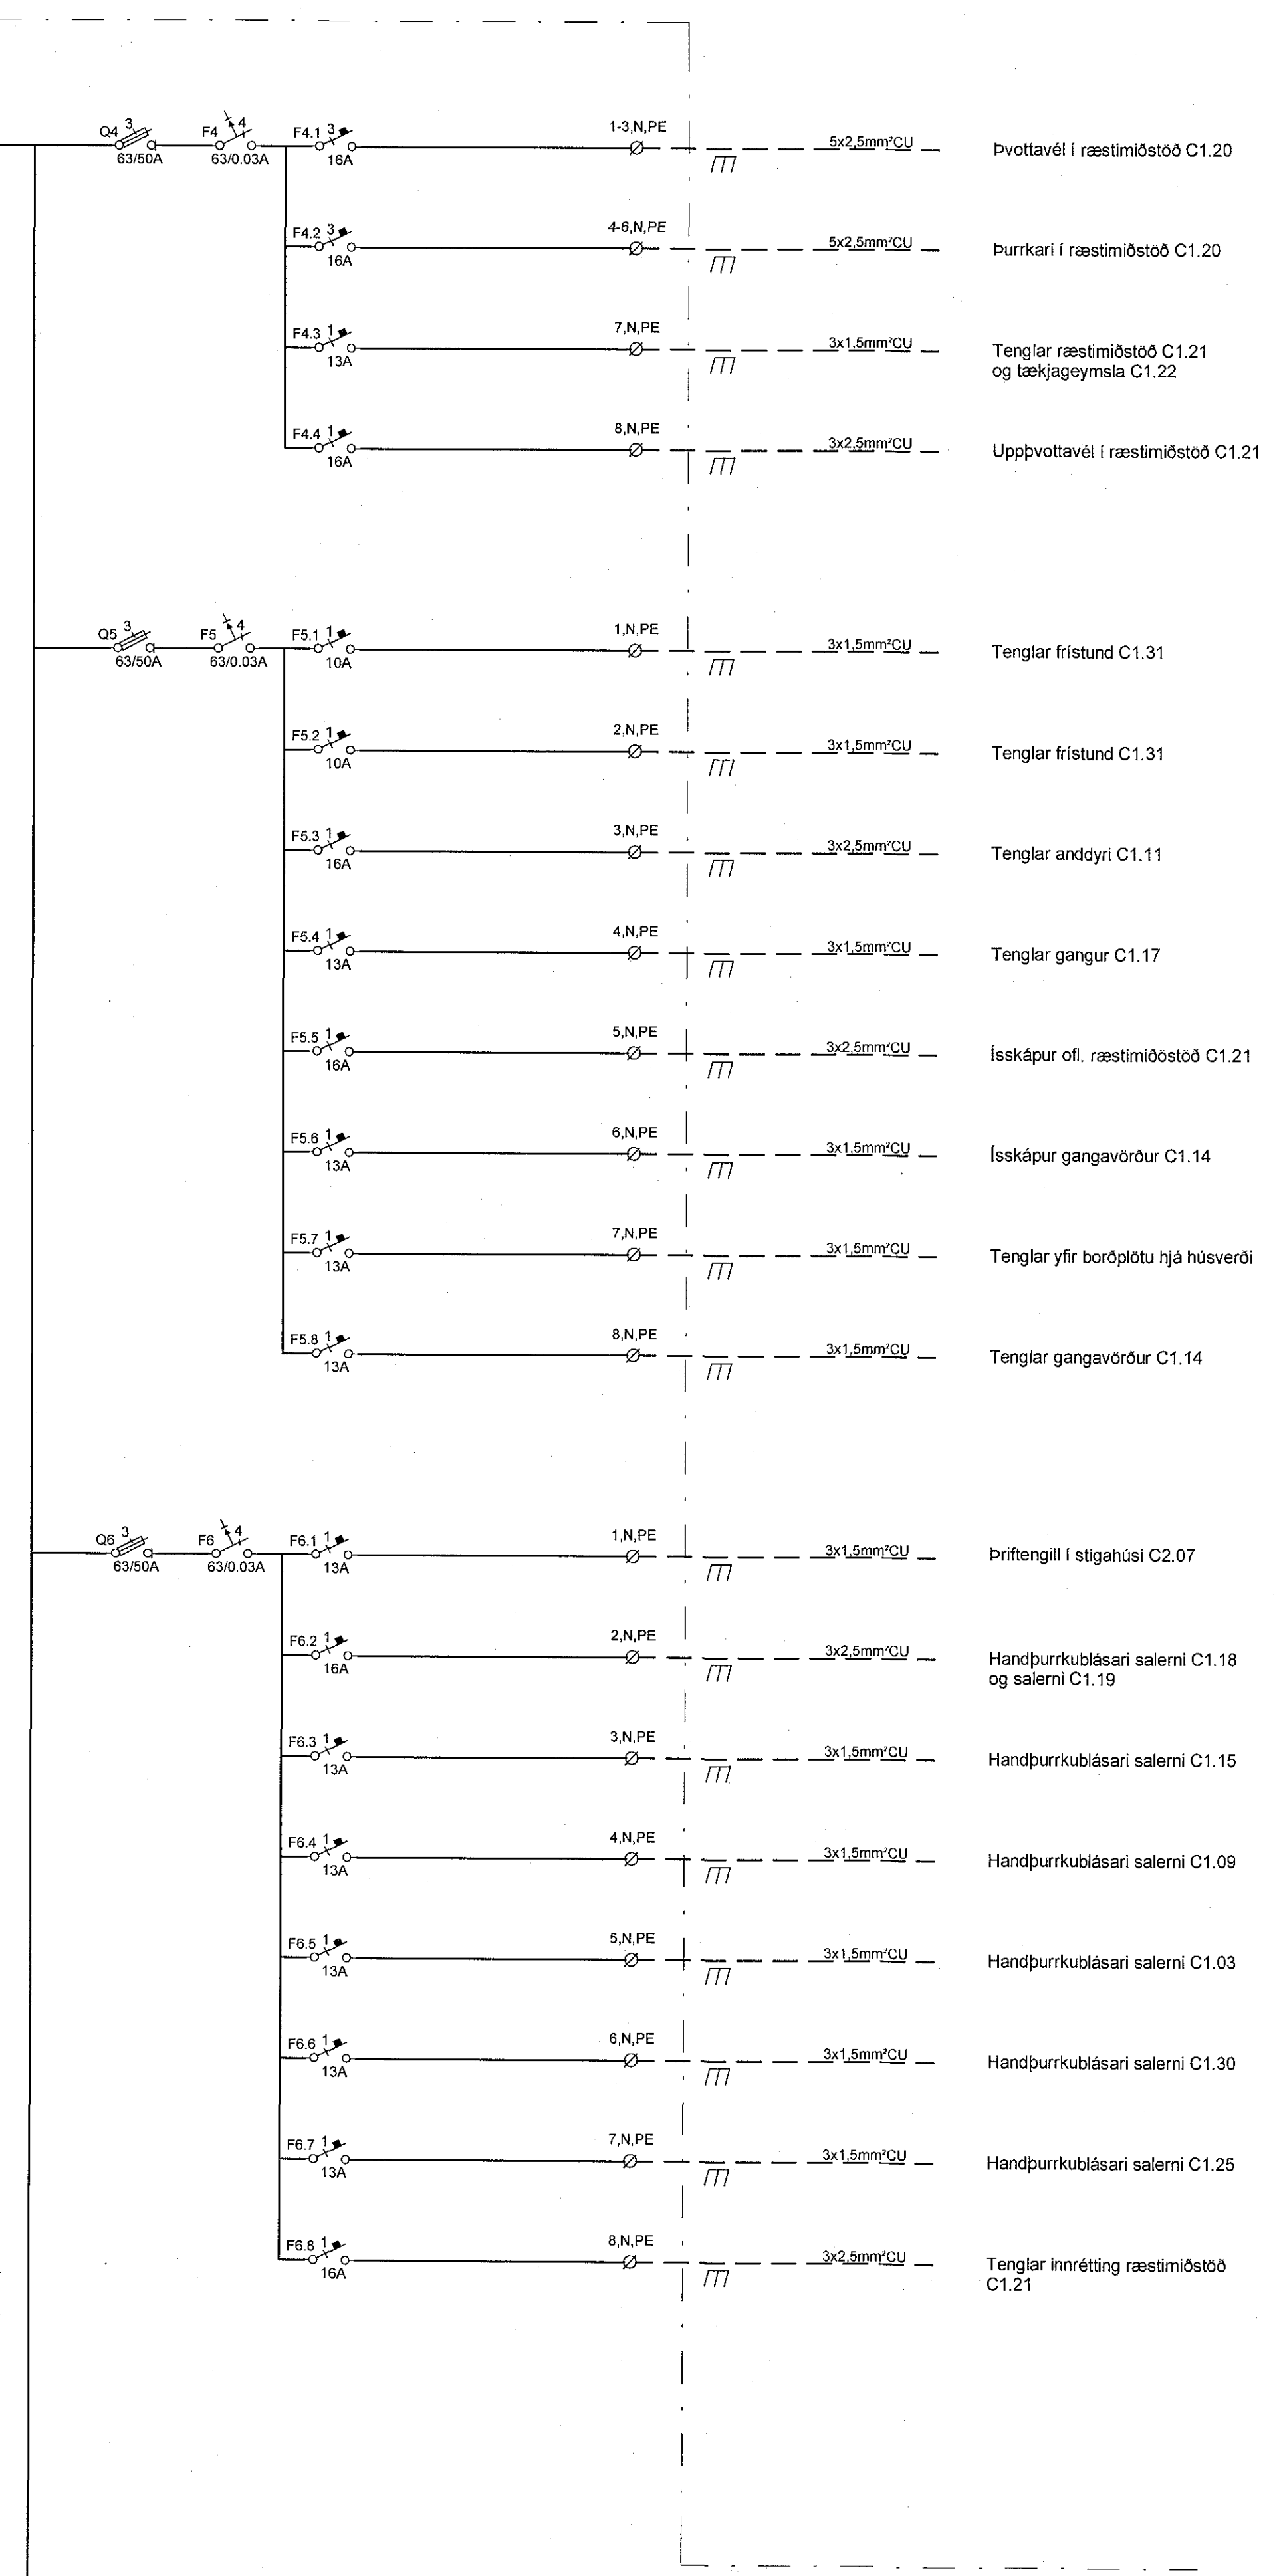 Q4 3 63/50A F4 4 63/0.03A F4.1 3 16A 1-3,N,PE 5x2,5mm²CU Þvottavél í ræstimiðstöð C1.20
F4.2 3 16A 4-6,N,PE 5x2,5mm²CU Þurrkari í ræstimiðstöð C1.20
F4.3 1 13A 7,N,PE 3x1,5mm²CU Tenglar ræstimiðstöð C1.21
og tækjageymsla C1.22
F4.4 1 16A 8,N,PE 3x2,5mm²CU Uppþvottavél í ræstimiðstöð C1.21
Q5 3 63/50A F5 4 63/0.03A F5.1 1 10A 1,N,PE 3x1,5mm²CU Tenglar frístund C1.31
F5.2 1 10A 2,N,PE 3x1,5mm²CU Tenglar frístund C1.31
F5.3 1 16A 3,N,PE 3x2,5mm²CU Tenglar anddyri C1.11
F5.4 1 13A 4,N,PE 3x1,5mm²CU Tenglar gangur C1.17
F5.5 1 16A 5,N,PE 3x2,5mm²CU Ísskápur ofl. ræstimiðöstöð C1.21
F5.6 1 13A 6,N,PE 3x1,5mm²CU Ísskápur gangavörður C1.14
F5.7 1 13A 7,N,PE 3x1,5mm²CU Tenglar yfir borðplötu hjá húsverði
F5.8 1 13A 8,N,PE 3x1,5mm²CU Tenglar gangavörður C1.14
Q6 3 63/50A F6 4 63/0.03A F6.1 1 13A 1,N,PE 3x1,5mm²CU Þriftengill í stigahúsi C2.07
F6.2 1 16A 2,N,PE 3x2,5mm²CU Handþurrkublásari salerni C1.18
og salerni C1.19
F6.3 1 13A 3,N,PE 3x1,5mm²CU Handþurrkublásari salerni C1.15
F6.4 1 13A 4,N,PE 3x1,5mm²CU Handþurrkublásari salerni C1.09
F6.5 1 13A 5,N,PE 3x1,5mm²CU Handþurrkublásari salerni C1.03
F6.6 1 13A 6,N,PE 3x1,5mm²CU Handþurrkublásari salerni C1.30
F6.7 1 13A 7,N,PE 3x1,5mm²CU Handþurrkublásari salerni C1.25
F6.8 1 16A 8,N,PE 3x2,5mm²CU Tenglar innrétting ræstimiðstöð
C1.21